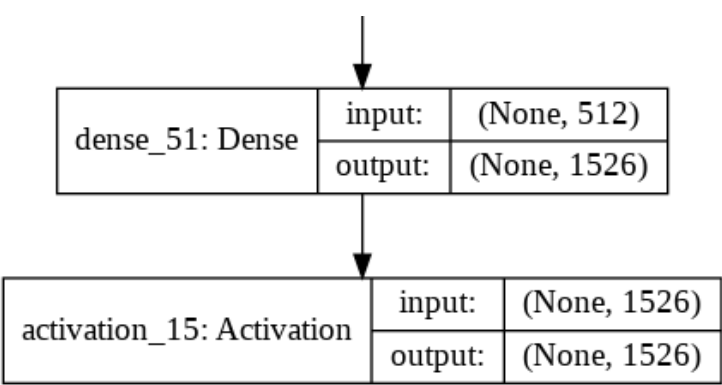 dense_51: Dense
input: (None, 512)
output: (None, 1526)
activation_15: Activation
input: (None, 1526)
output: (None, 1526)